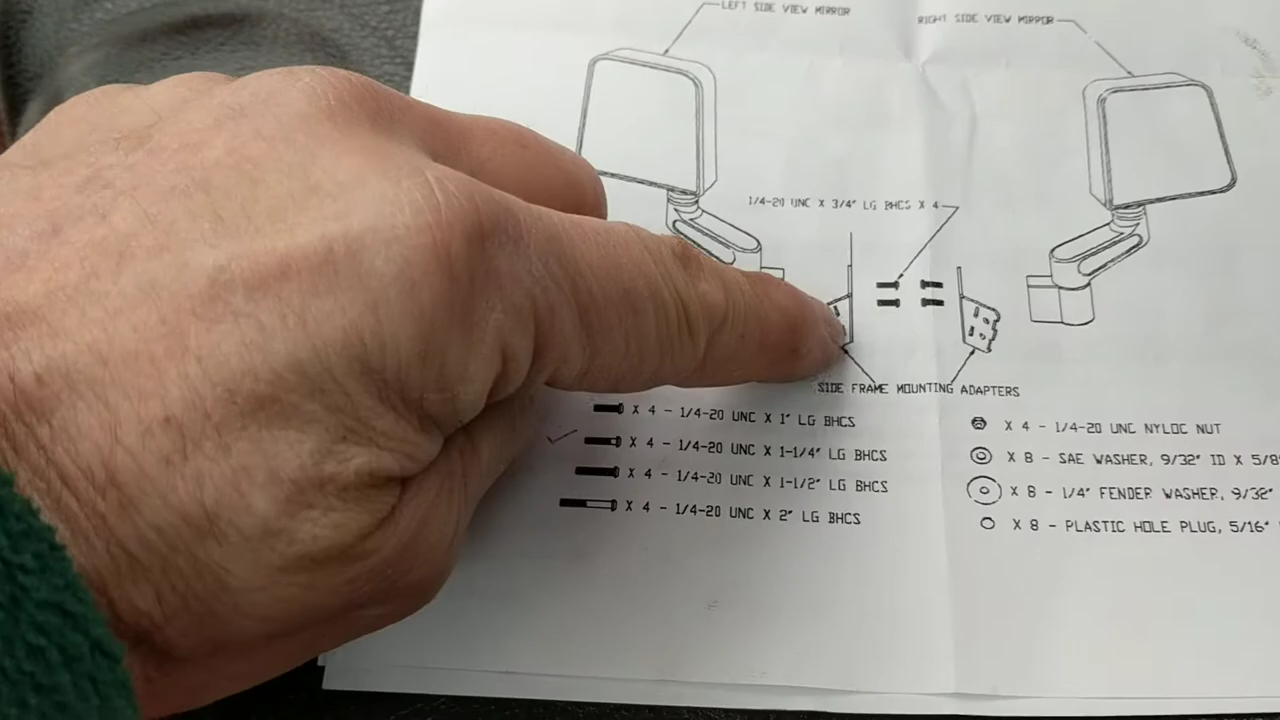 LEFT SIDE VIEW MIRROR
RIGHT SIDE VIEW MIRROR
1/4-20 UNC X 3/4" LG BHCS X 4
SIDE FRAME MOUNTING ADAPTERS
X 4 - 1/4-20 UNC X 1" LG BHCS
X 4 - 1/4-20 UNC X 1-1/4" LG BHCS
X 4 - 1/4-20 UNC X 1-1/2" LG BHCS
X 4 - 1/4-20 UNC X 2" LG BHCS
X 4 - 1/4-20 UNC NYLOC NUT
X 8 - SAE WASHER, 9/32" ID X 5/8"
X 8 - 1/4" FENDER WASHER, 9/32"
X 8 - PLASTIC HOLE PLUG, 5/16"